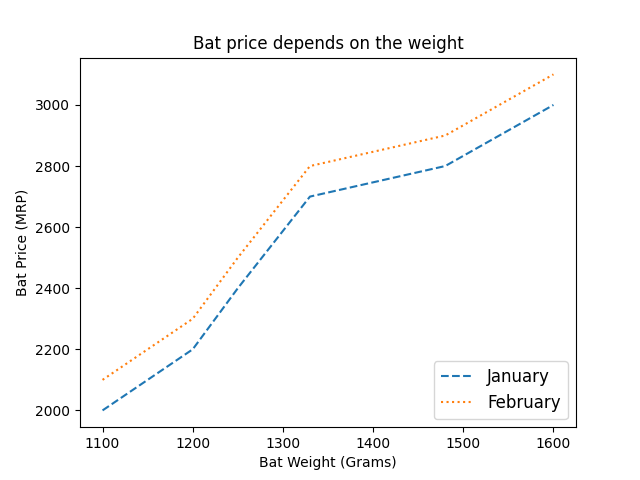 Bat price depends on the weight
Bat Price (MRP)
3000
2800
2600
2400
2200
2000
January
February
1100 1200 1300 1400 1500 1600
Bat Weight (Grams)